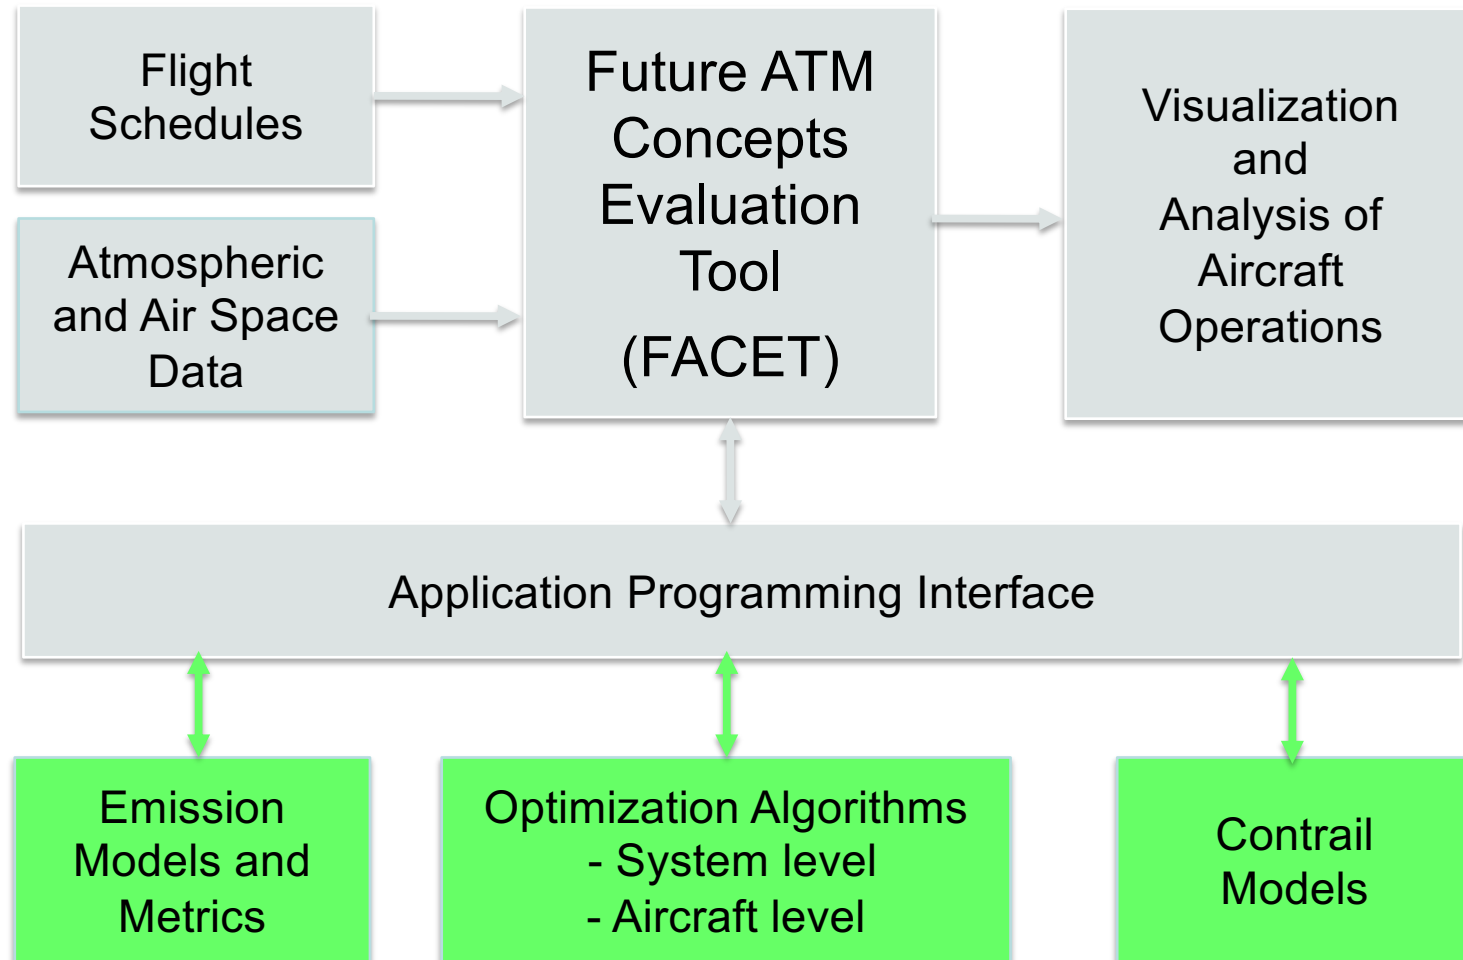 Flight
Schedules
Atmospheric
and Air Space
Data
Future ATM
Concepts
Evaluation
Tool
(FACET)
Visualization
and
Analysis of
Aircraft
Operations
Application Programming Interface
Emission
Models and
Metrics
Optimization Algorithms
- System level
- Aircraft level
Contrail
Models